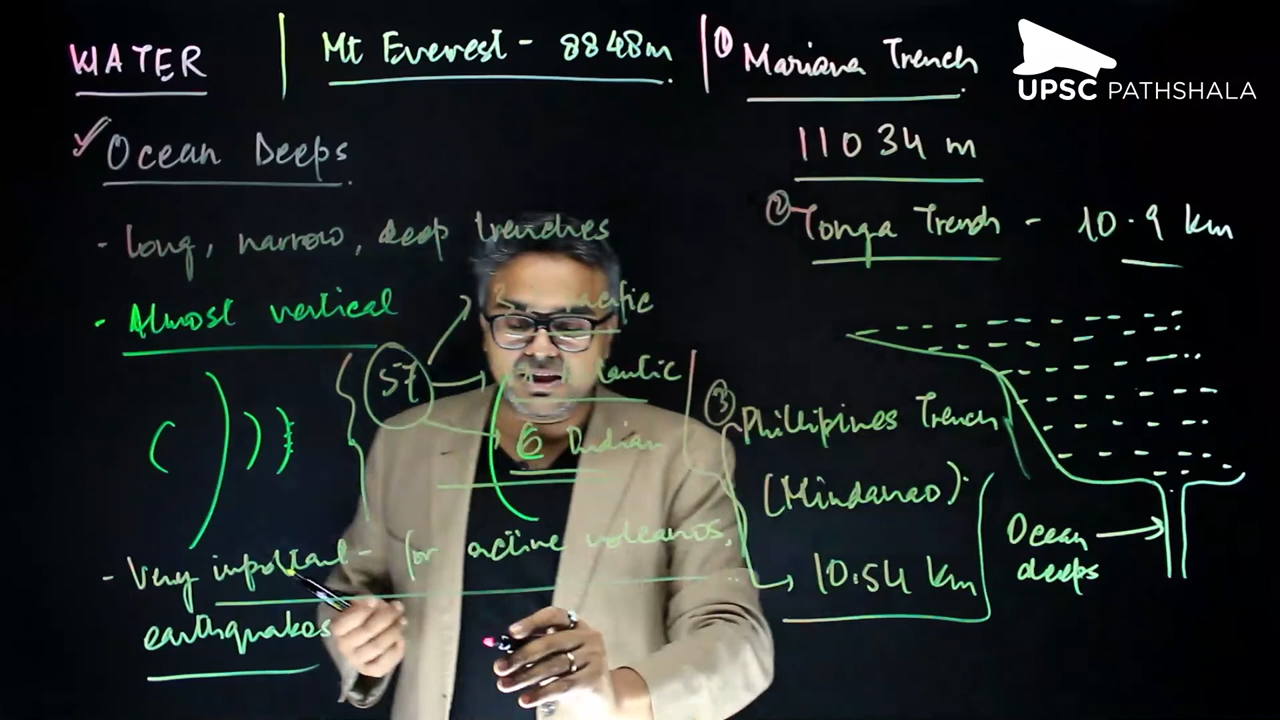 WATER
Mt Everest - 8848m
① Mariana Trench
11034 m
UPSC PATHSHALA
✓ Ocean Deeps
② Tonga Trench - 10.9 km
- long, narrow, deep trenches
- Almost vertical
57
6 Indian
③ Phillipines Trench
(Mindanao).
10.54 km
Ocean
deeps
- Very important - for active volcanos,
earthquakes